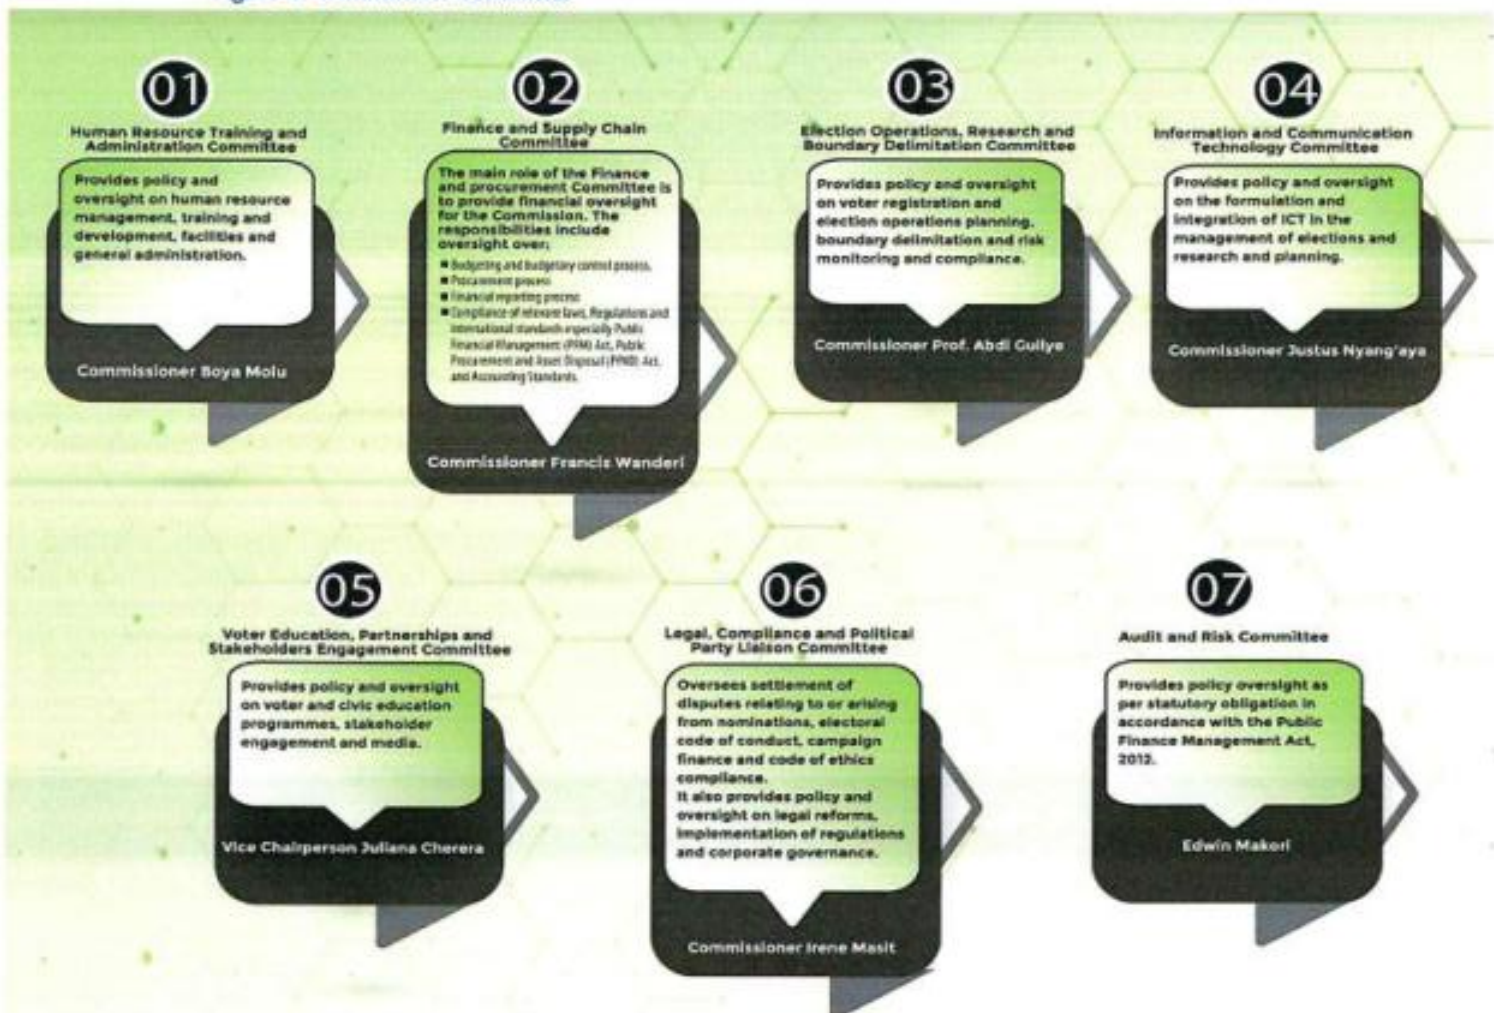 01
Human Resource Training and
Administration Committee
Provides policy and
oversight on human resource
management, training and
development, facilities and
general administration.
Commissioner Boya Molu
02
Finance and Supply Chain
Committee
The main role of the Finance
and procurement Committee is
to provide financial oversight
for the Commission. The
responsibilities include
oversight over;
■ Budgeting and budgetary control process.
■ Procurement process
■ Financial reporting process
■ Compliance of relevant laws, Regulations and
international standards especially Public
Financial Management (PFM) Act, Public
Procurement and Asset Disposal Act,
and Accounting Standards.
Commissioner Francis Wanderi
03
Election Operations, Research and
Boundary Delimitation Committee
Provides policy and oversight
on voter registration and
election operations planning,
boundary delimitation and risk
monitoring and compliance.
Commissioner Prof. Abdi Guliye
04
Information and Communication
Technology Committee
Provides policy and oversight
on the formulation and
integration of ICT in the
management of elections and
research and planning.
Commissioner Justus Nyang'aya
05
Voter Education, Partnerships and
Stakeholders Engagement Committee
Provides policy and oversight
on voter and civic education
programmes, stakeholder
engagement and media.
Vice Chairperson Juliana Cherera
06
Legal, Compliance and Political
Party Liaison Committee
Oversees settlement of
disputes relating to or arising
from nominations, electoral
code of conduct, campaign
finance and code of ethics
compliance.
It also provides policy and
oversight on legal reforms,
implementation of regulations
and corporate governance.
Commissioner Irene Masit
07
Audit and Risk Committee
Provides policy oversight as
per statutory obligation in
accordance with the Public
Finance Management Act,
2012.
Edwin Makori